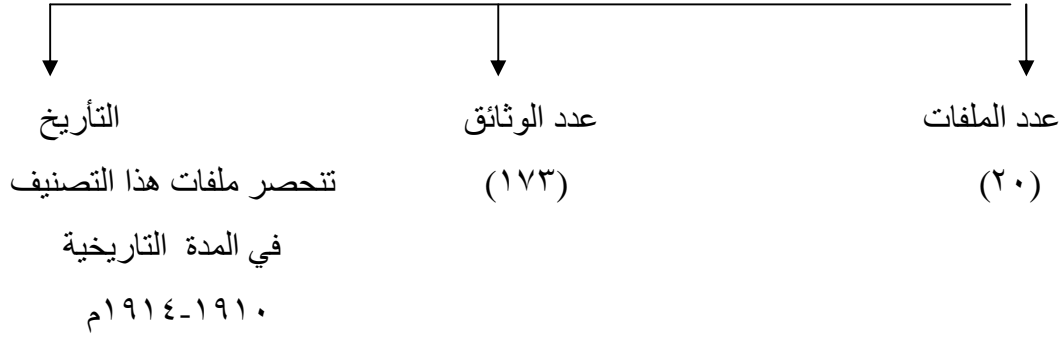 عدد الملفات
(٢٠)
عدد الوثائق
(١٧٣)
التأريخ
تنحصر ملفات هذا التصنيف
في المدة التاريخية
١٩١٠-١٩١٤م